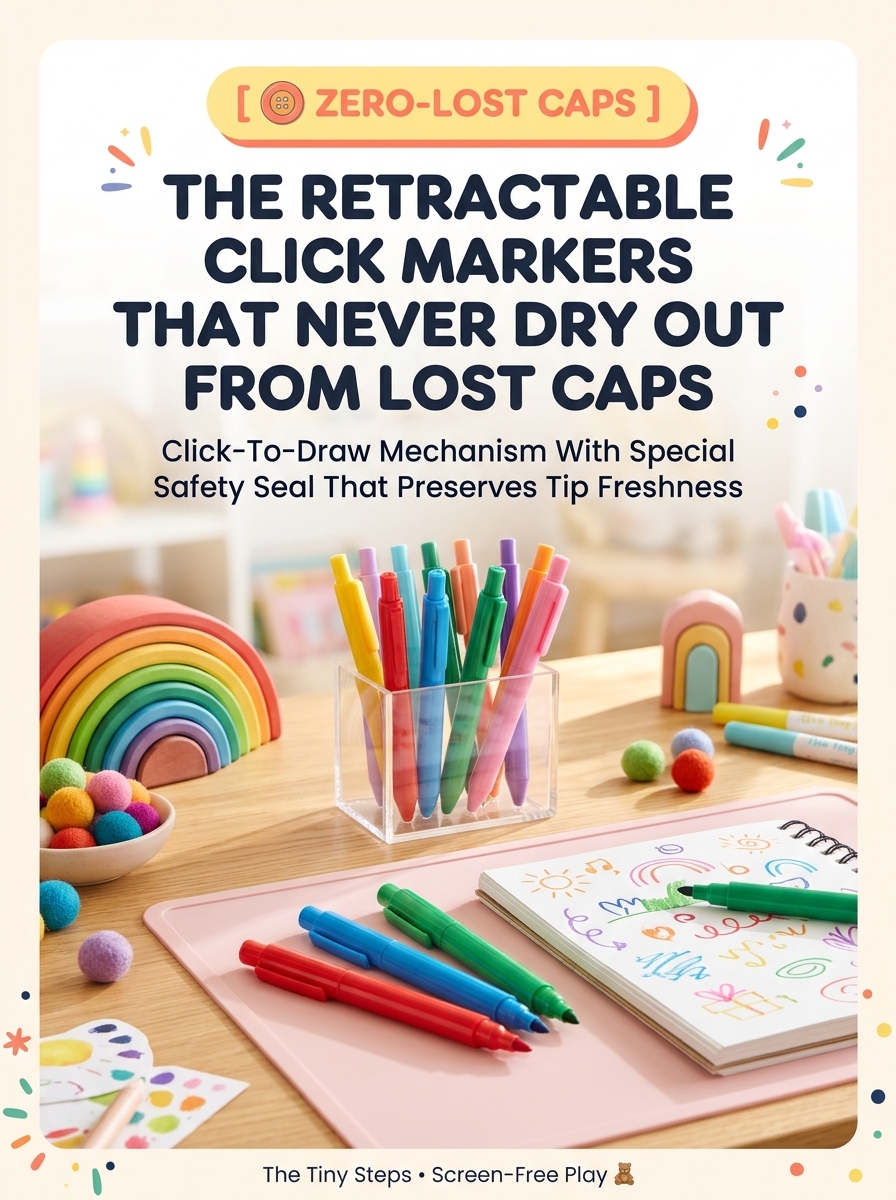 [ ZERO-LOST CAPS ]
THE RETRACTABLE
CLICK MARKERS
THAT NEVER DRY OUT
FROM LOST CAPS
Click-To-Draw Mechanism With Special
Safety Seal That Preserves Tip Freshness
The Tiny Steps • Screen-Free Play 🧸